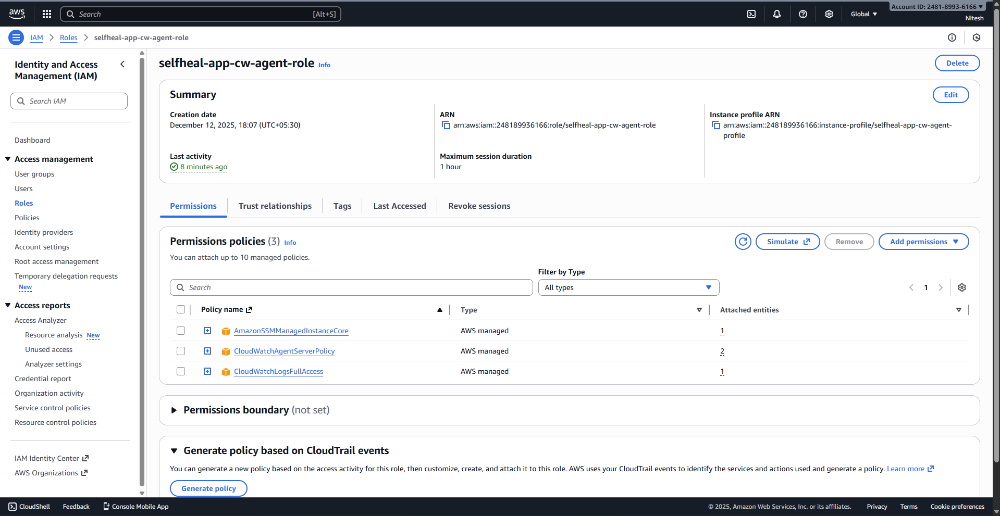 aws
Search [Alt+S]
Global
Account ID: 2481-8993-6166
Nitesh
IAM
Roles
selfheal-app-cw-agent-role
Identity and Access Management (IAM)
Search IAM
Dashboard
Access management
User groups
Users
Roles
Policies
Identity providers
Account settings
Root access management
Temporary delegation requests
New
Access reports
Access Analyzer
Resource analysis New
Unused access
Analyzer settings
Credential report
Organization activity
Service control policies
Resource control policies
IAM Identity Center
AWS Organizations
selfheal-app-cw-agent-role Info
Delete
Summary
Edit
Creation date
December 12, 2025, 18:07 (UTC+05:30)
ARN
arn:aws:iam::248189936166:role/selfheal-app-cw-agent-role
Instance profile ARN
arn:aws:iam::248189936166:instance-profile/selfheal-app-cw-agent-
profile
Last activity
8 minutes ago
Maximum session duration
1 hour
Permissions
Trust relationships
Tags
Last Accessed
Revoke sessions
Permissions policies (3) Info
Simulate
Remove
Add permissions
You can attach up to 10 managed policies.
Filter by Type
Search
All types
1
Policy name
Type
Attached entities
AmazonSSMManagedInstanceCore AWS managed 1
CloudWatchAgentServerPolicy AWS managed 2
CloudWatchLogsFullAccess AWS managed 1
Permissions boundary (not set)
Generate policy based on CloudTrail events
You can generate a new policy based on the access activity for this role, then customize, create, and attach it to this role. AWS uses your CloudTrail events to identify the services and actions used and generate a policy. Learn more
Generate policy
CloudShell
Feedback
Console Mobile App
© 2025, Amazon Web Services, Inc. or its affiliates.
Privacy
Terms
Cookie preferences